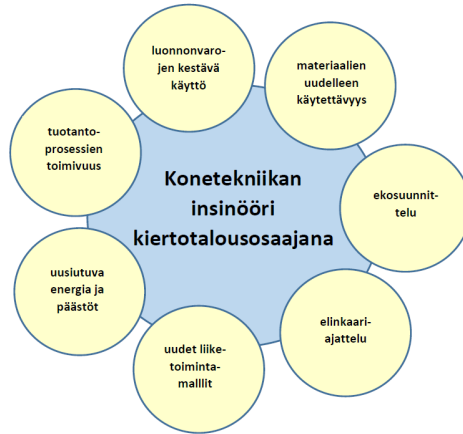 luonnonvaro-
jen kestävä
käyttö
materiaalien
uudelleen
käytettävyys
tuotanto-
prosessien
toimivuus
Konetekniikan
insinööri
kiertotalousosaajana
ekosuunnit-
telu
uusiutuva
energia ja
päästöt
elinkaari-
ajattelu
uudet liike-
toiminta-
malllit